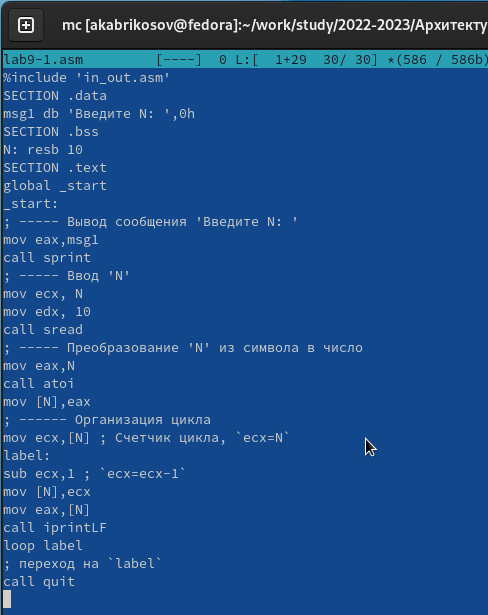 mc [akabrikosov@fedora]:~/work/study/2022-2023/Архитекту
lab9-1.asm [----] 0 L:[ 1+29 30/ 30] *(586 / 586b)
%include 'in_out.asm'
SECTION .data
msg1 db 'Введите N: ',0h
SECTION .bss
N: resb 10
SECTION .text
global _start
_start:
; ----- Вывод сообщения 'Введите N: '
mov eax,msg1
call sprint
; ----- Ввод 'N'
mov ecx, N
mov edx, 10
call sread
; ----- Преобразование 'N' из символа в число
mov eax,N
call atoi
mov [N],eax
; ------ Организация цикла
mov ecx,[N] ; Счетчик цикла, `ecx=N`
label:
sub ecx,1 ; `ecx=ecx-1`
mov [N],ecx
mov eax,[N]
call iprintLF
loop label
; переход на `label`
call quit